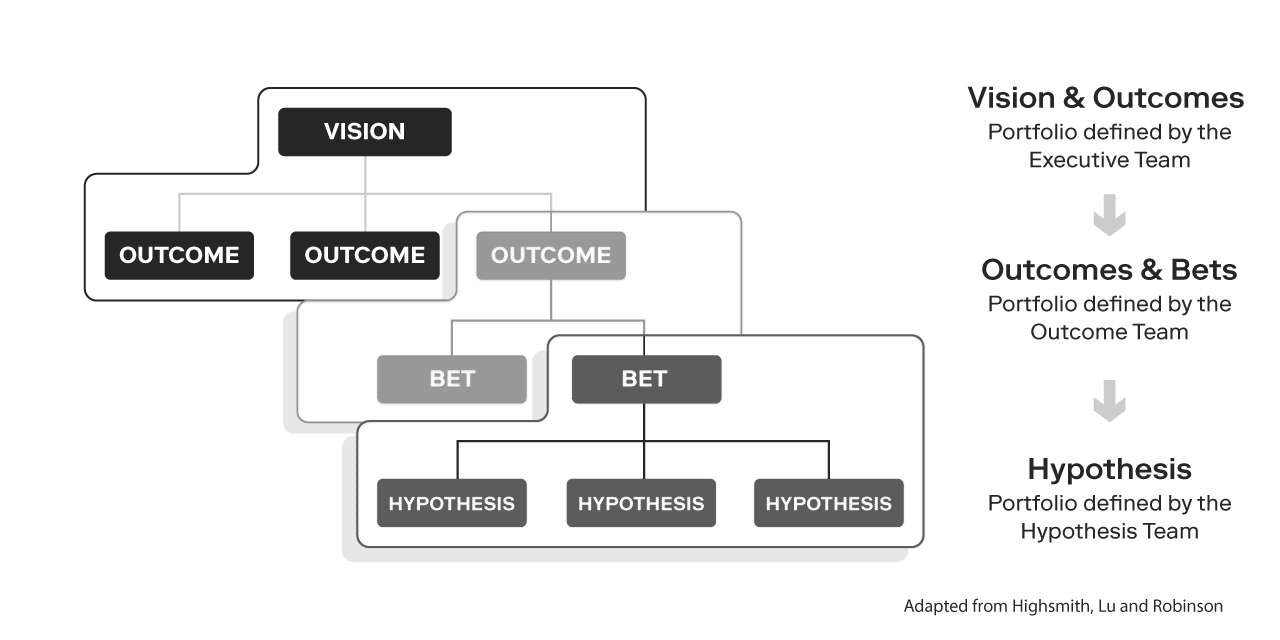 VISION
OUTCOME
OUTCOME
OUTCOME
BET
BET
HYPOTHESIS
HYPOTHESIS
HYPOTHESIS
Vision & Outcomes
Portfolio defined by the
Executive Team
Outcomes & Bets
Portfolio defined by the
Outcome Team
Hypothesis
Portfolio defined by the
Hypothesis Team
Adapted from Highsmith, Lu and Robinson